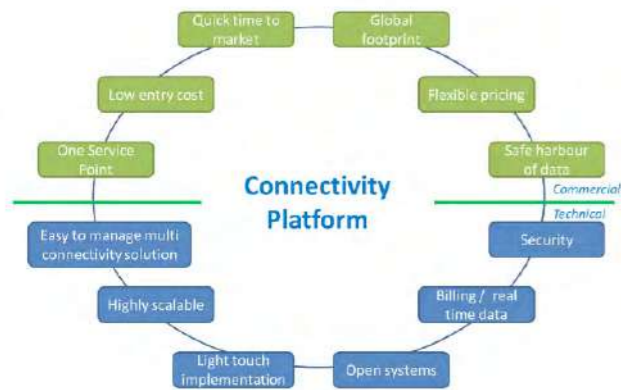 Quick time to
market
Global
footprint
Low entry cost
Flexible pricing
One Service
Point
Safe harbour
of data
Connectivity
Platform
Commercial
Technical
Easy to manage multi
connectivity solution
Security
Highly scalable
Billing / real
time data
Light touch
implementation
Open systems